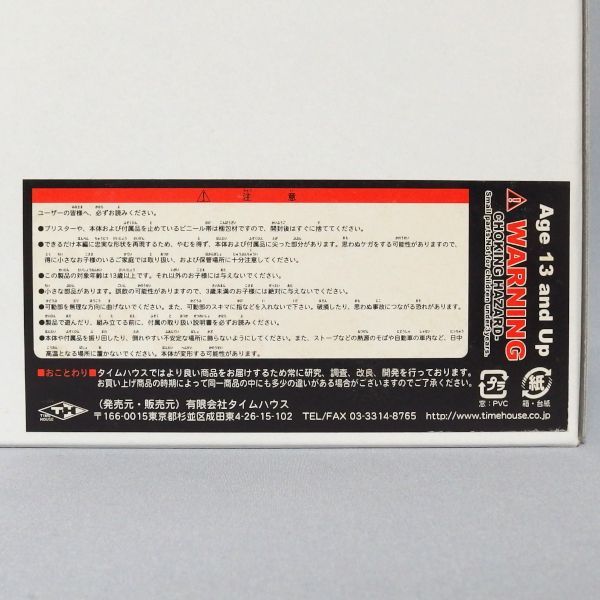 注意
ユーザーの皆様へ、必ずお読みください。
●ブリスターや、本体および付属品を止めているビニール帯は梱包材ですので、開封後はすぐに捨ててください。
●できるだけ本編に忠実な形状を再現するため、やむを得ず、本体および付属品に尖った部分があります。思わぬケガをする可能性がありますので、
得に小さなお子様のいるご家庭では取り扱い、および保管場所に十分注意してください。
●この製品の対象年齢は13歳以上です。それ以外のお子様には与えないでください。
●小さな部品があります。誤飲の可能性がありますので、3歳未満のお子様には絶対に与えないでください。
●可動部を無理な方向に曲げないでください。また、可動部のスキマに指などを入れないで下さい。破損したり、思わぬ事故につながる恐れがあります。
●製品で遊んだり、組み立てる前に、付属の取り扱い説明書を必ずお読みください。
●本体や付属品を振り回したり、倒れやすい不安定な場所に飾らないようにしてください。また、ストーブなどの熱源のそばや自動車の車内など、日中
高温となる場所に置かないでください。本体が変形する可能性があります。
■おことわり■タイムハウスではより良い商品をお届けするため常に研究、調査、改良、開発を行っております。
お買い上げ商品の時期によって同一商品の中にも多少の違いがある場合がございますのでご了承ください。
T-H
TIME HOUSE
(発売元・販売元)有限会社タイムハウス
〒166-0015東京都杉並区成田東4-26-15-102 TEL/FAX 03-3314-8765 http://www.timehouse.co.jp
Age 13 and Up
WARNING
CHOKING HAZARD-
Small parts.Not for children under 3 years.
プラ
窓:PVC
紙
箱・台紙